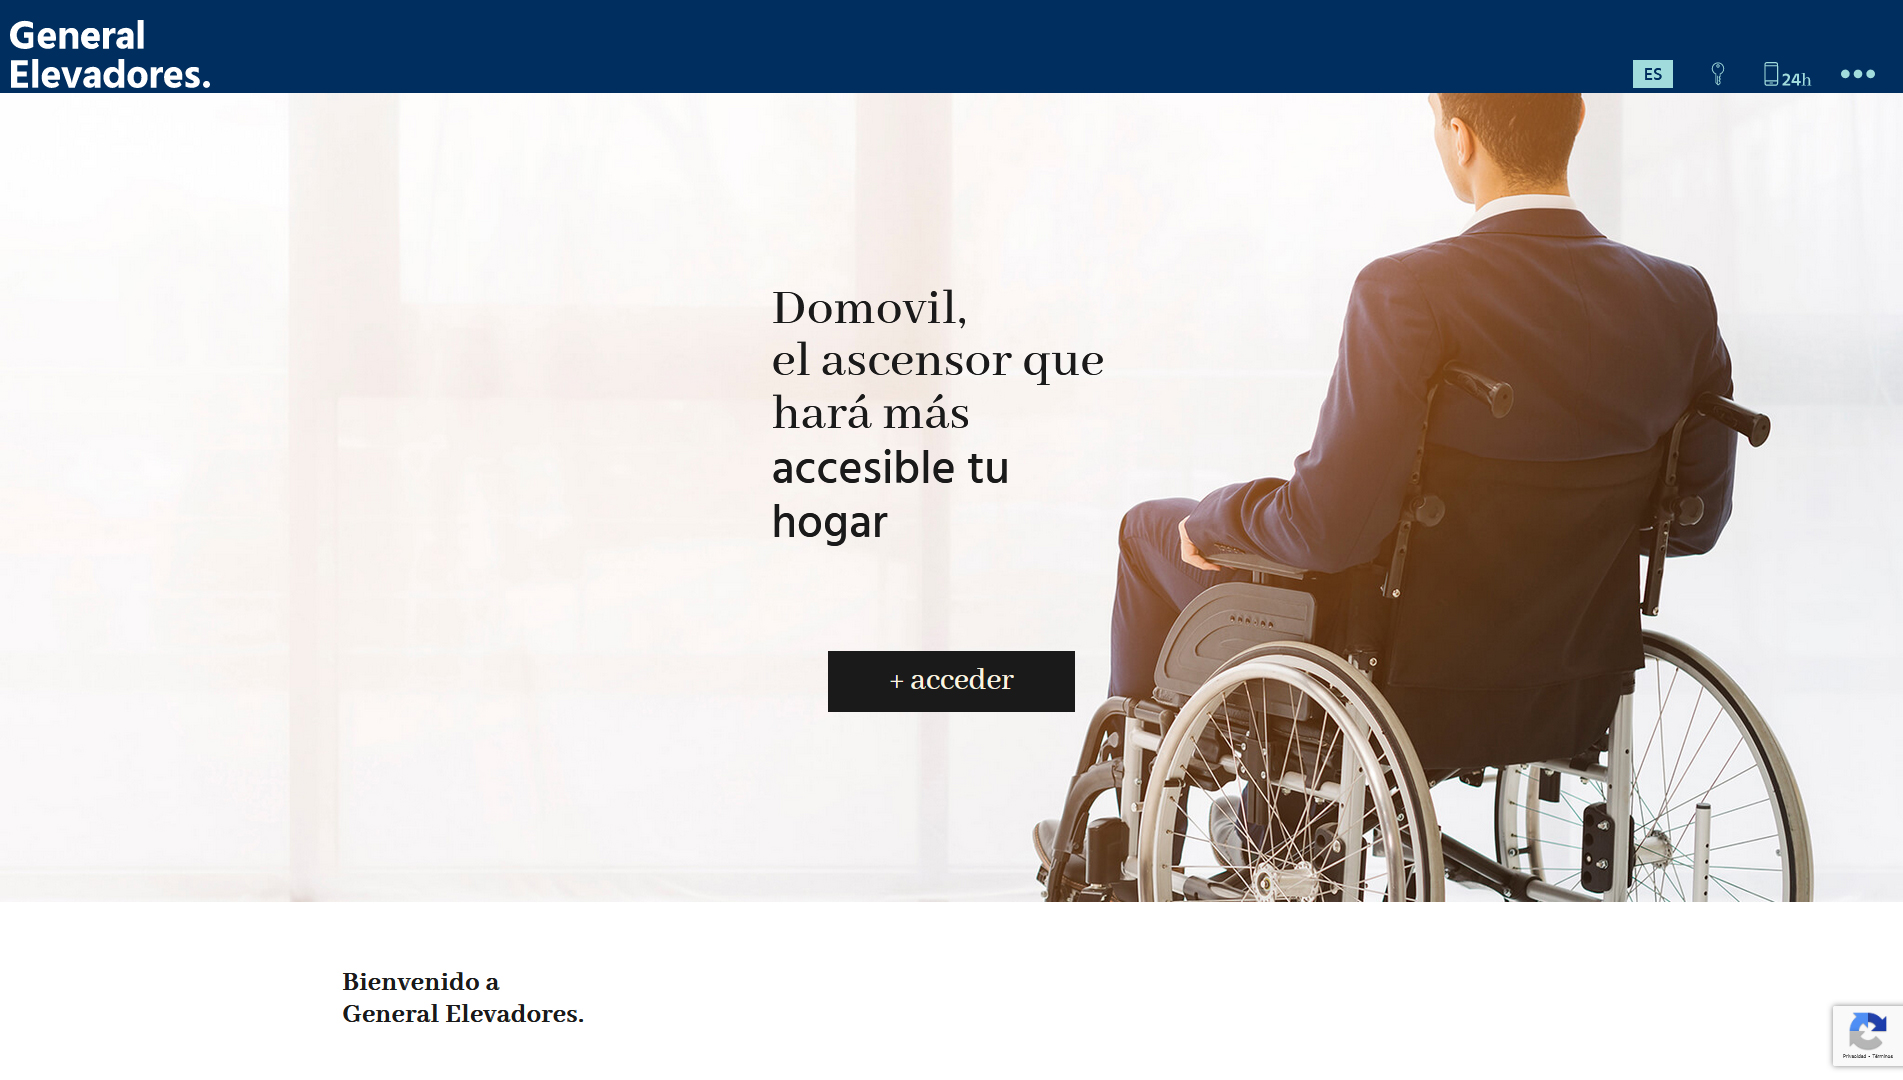 General
Elevadores.
ES
24h
Domovil,
el ascensor que
hará más
accesible tu
hogar
+ acceder
Bienvenido a
General Elevadores.
Privacidad - Términos